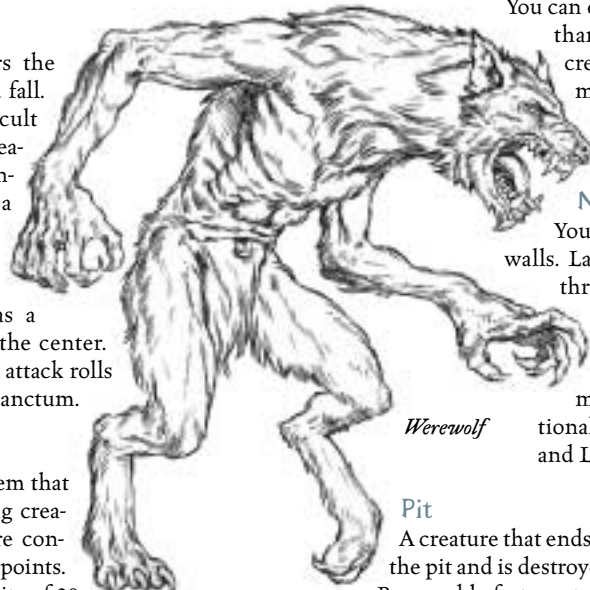 rs the
fall.
cult
ea-
n-
a
as a
the center.
attack rolls
anctum.
em that
g crea-
re con-
points.
You can
than
cre
m
N
You
walls. La
thr
m
tional
and L
Werewolf
Pit
A creature that ends
the pit and is destroye